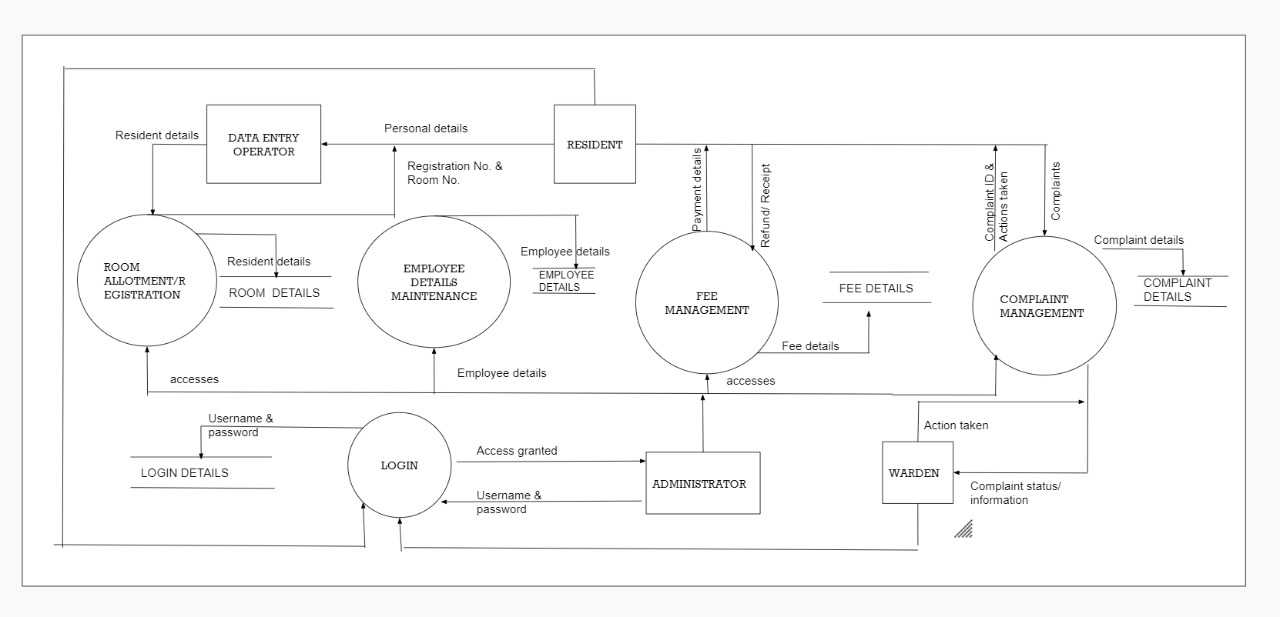 Resident details
DATA ENTRY
OPERATOR
Personal details
RESIDENT
Registration No. &
Room No.
Payment details
Refund/ Receipt
Complaint ID &
Actions taken
Complaints
Complaint details
COMPLAINT
DETAILS
ROOM
ALLOTMENT/R
EGISTRATION
Resident details
ROOM DETAILS
EMPLOYEE
DETAILS
MAINTENANCE
Employee details
EMPLOYEE
DETAILS
FEE
MANAGEMENT
FEE DETAILS
Fee details
COMPLAINT
MANAGEMENT
accesses
Employee details
accesses
Username &
password
LOGIN DETAILS
LOGIN
Access granted
Username &
password
ADMINISTRATOR
Action taken
WARDEN
Complaint status/
information